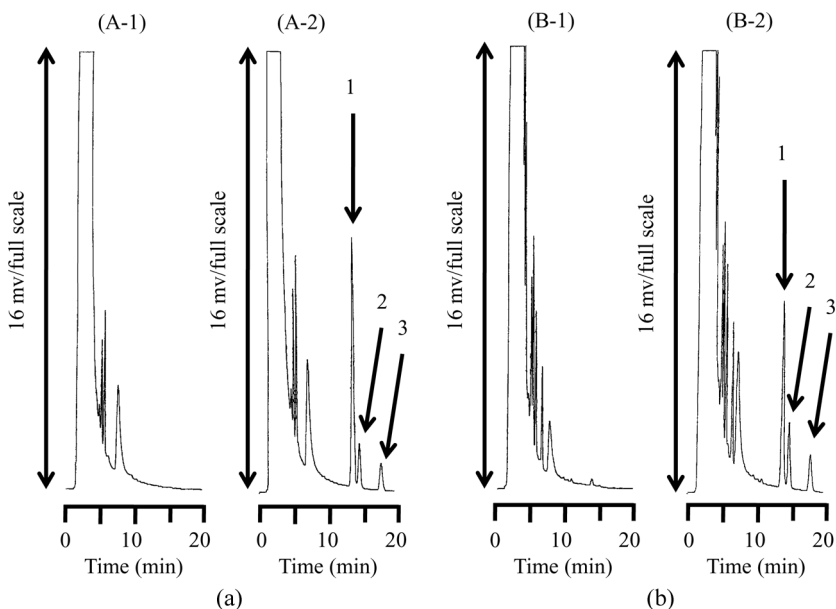 (A-1)
(A-2)
(B-1)
(B-2)
16 mv/full scale
16 mv/full scale
16 mv/full scale
16 mv/full scale
1
2
3
1
2
3
0 10 20
0 10 20
0 10 20
0 10 20
Time (min)
Time (min)
Time (min)
Time (min)
(a)
(b)